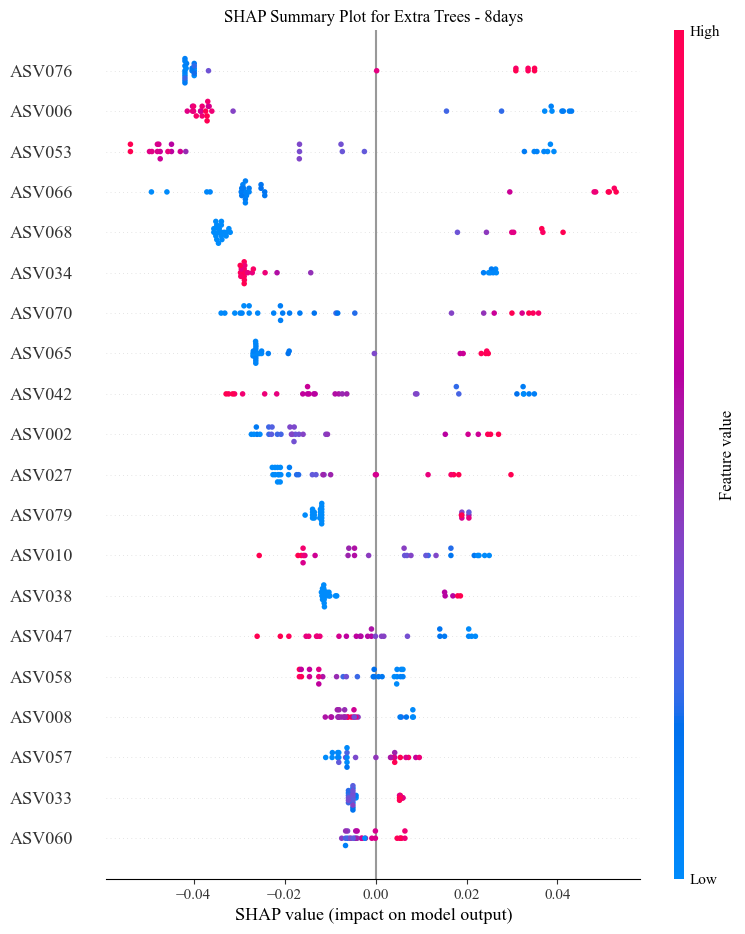 SHAP Summary Plot for Extra Trees - 8days
High
ASV076
ASV006
ASV053
ASV066
ASV068
ASV034
ASV070
ASV065
ASV042
ASV002
ASV027
ASV079
ASV010
ASV038
ASV047
ASV058
ASV008
ASV057
ASV033
ASV060
Feature value
Low
−0.04 −0.02 0.00 0.02 0.04
SHAP value (impact on model output)